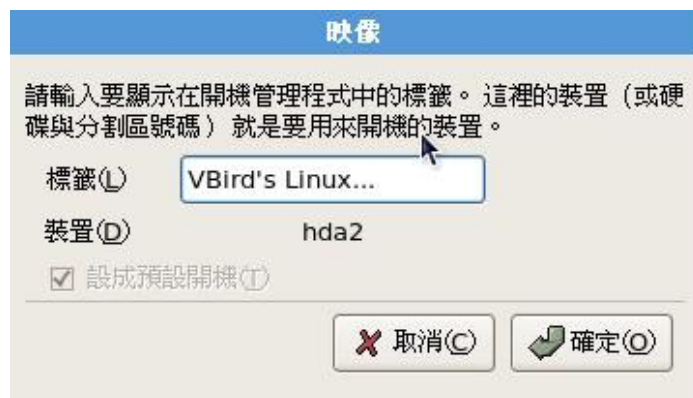 映像
請輸入要顯示在開機管理程式中的標籤。這裡的裝置（或硬
碟與分割區號碼）就是要用來開機的裝置。
標籤(L) VBird's Linux...
裝置(D) hda2
設成預設開機(T)
取消(C) 確定(O)